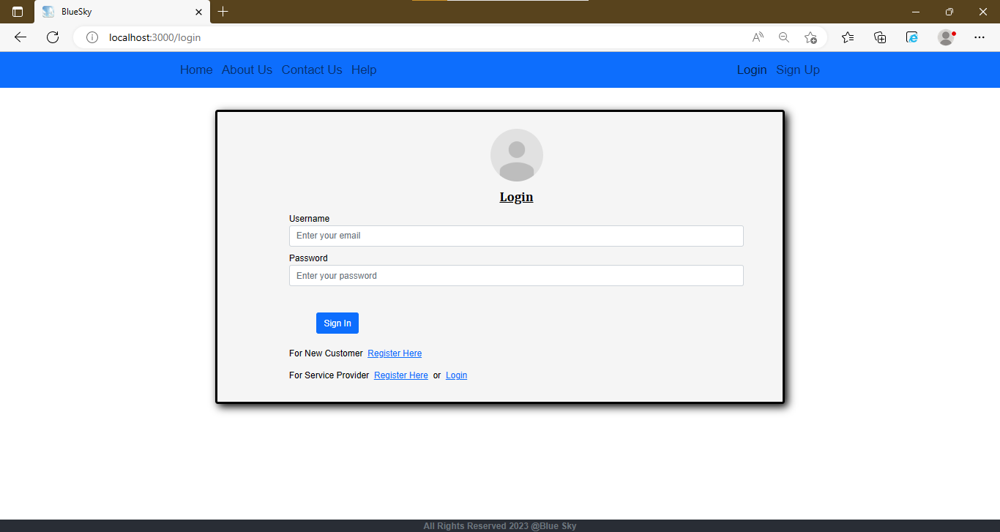 BlueSky
localhost:3000/login
Home About Us Contact Us Help Login Sign Up
Login
Username
Enter your email
Password
Enter your password
Sign In
For New Customer Register Here
For Service Provider Register Here or Login
All Rights Reserved 2023 @Blue Sky